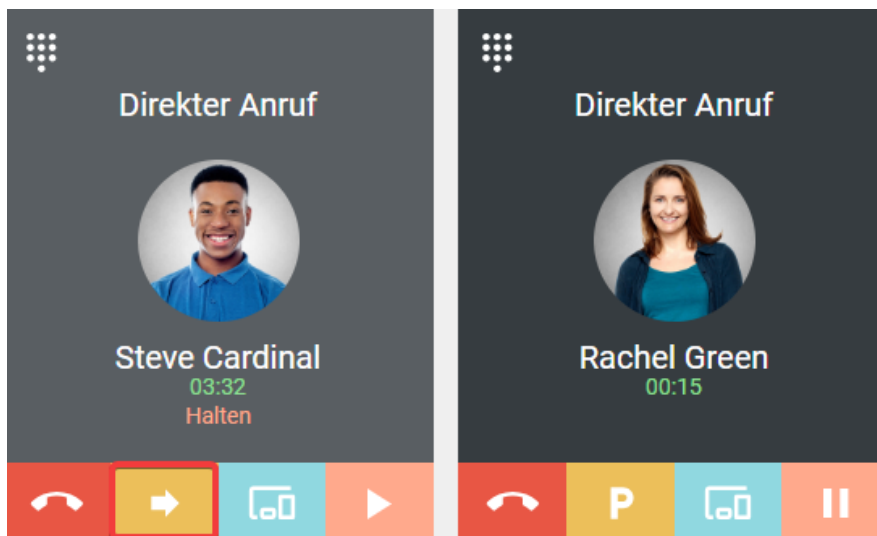 Direkter Anruf
Steve Cardinal
03:32
Halten
Direkter Anruf
Rachel Green
00:15
P